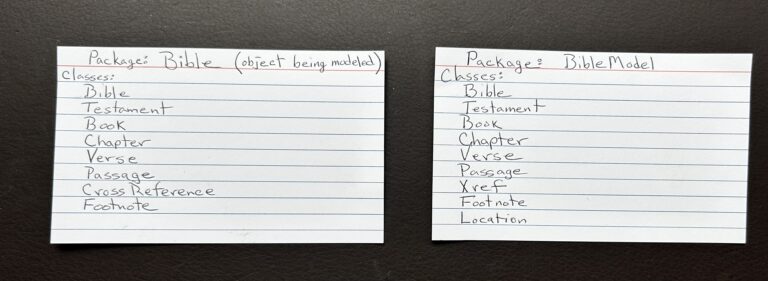 Package: Bible (object being modeled)
Classes:
Bible
Testament
Book
Chapter
Verse
Passage
Cross Reference
Footnote
Package: BibleModel
Classes:
Bible
Testament
Book
Chapter
Verse
Passage
Xref
Footnote
Location